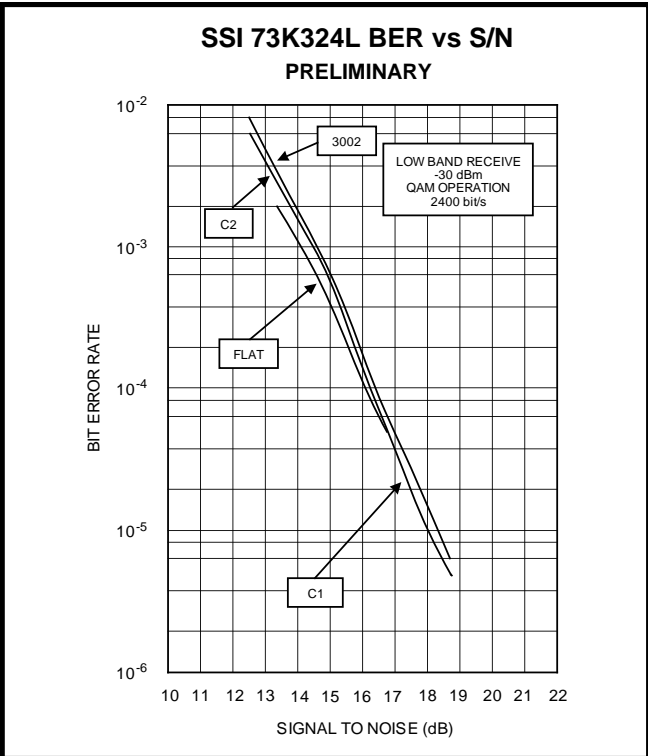 SSI 73K324L BER vs S/N
PRELIMINARY
10-2
3002
LOW BAND RECEIVE
-30 dBm
QAM OPERATION
2400 bit/s
C2
10-3
FLAT
BIT ERROR RATE
10-4
10-5
C1
10-6
10 11 12 13 14 15 16 17 18 19 20 21 22
SIGNAL TO NOISE (dB)